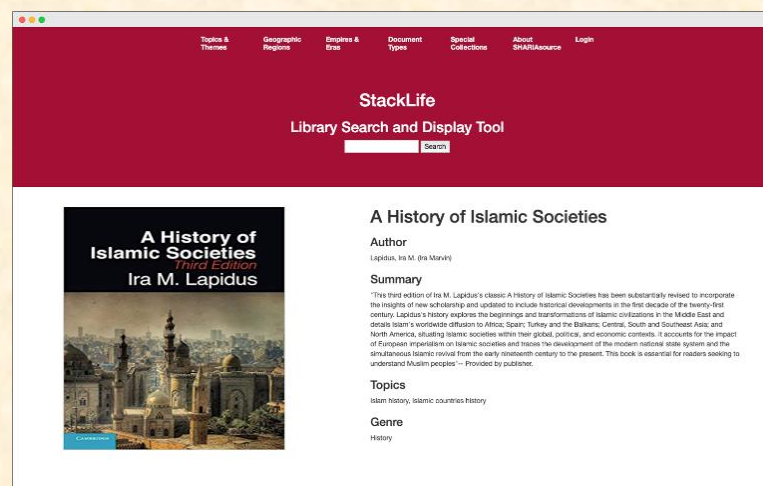 Topics & Themes
Geographic Regions
Empires & Eras
Document Types
Special Collections
About SHARIAsource
Login
StackLife
Library Search and Display Tool
Search
A History of
Islamic Societies
Third Edition
Ira M. Lapidus
CAMBRIDGE
A History of Islamic Societies
Author
Lapidus, Ira M. (Ira Marvin)
Summary
"This third edition of Ira M. Lapidus's classic A History of Islamic Societies has been substantially revised to incorporate
the insights of new scholarship and updated to include historical developments in the first decade of the twenty-first
century. Lapidus's history explores the beginnings and transformations of Islamic civilizations in the Middle East and
details Islam's worldwide diffusion to Africa; Spain; Turkey and the Balkans; Central, South and Southeast Asia; and
North America, situating Islamic societies within their global, political, and economic contexts. It accounts for the impact
of European imperialism on Islamic societies and traces the development of the modern national state system and the
simultaneous Islamic revival from the early nineteenth century to the present. This book is essential for readers seeking to
understand Muslim peoples"-- Provided by publisher.
Topics
Islam history, islamic countries history
Genre
History